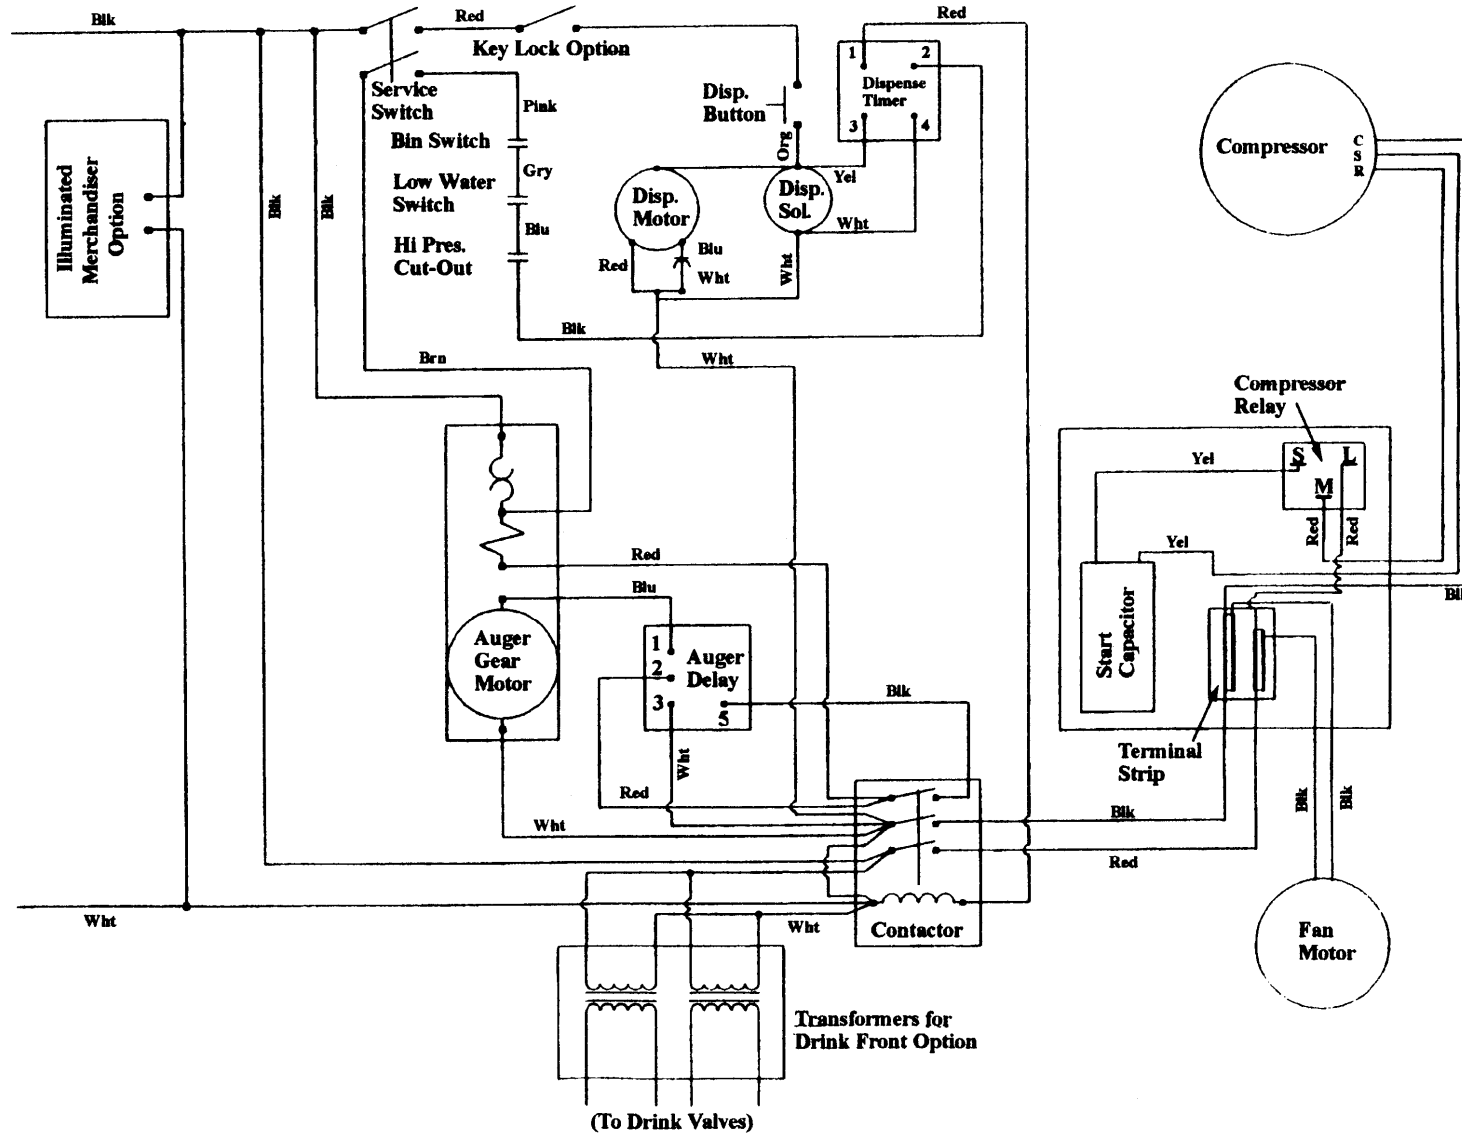 Blk
Red
Red
Key Lock Option
Service
Switch
Pink
Bin Switch
Gry
Low Water
Switch
Blu
Hi Pres.
Cut-Out
Blk
Brn
Disp.
Button
Org
1
2
Dispense
Timer
3
4
Yel
Disp.
Motor
Disp.
Sol.
Wht
Red
Blu
Wht
Wht
Wht
Illuminated
Merchandiser
Option
Blk
Blk
Compressor
C
S
R
Compressor
Relay
S
L
M
Yel
Red
Red
Yel
Start
Capacitor
Terminal
Strip
Blk
Blk
Fan
Motor
Red
Blu
Auger
Gear
Motor
1
2
3
5
Auger
Delay
Blk
Wht
Red
Wht
Blk
Red
Contactor
Wht
Wht
Transformers for
Drink Front Option
(To Drink Valves)